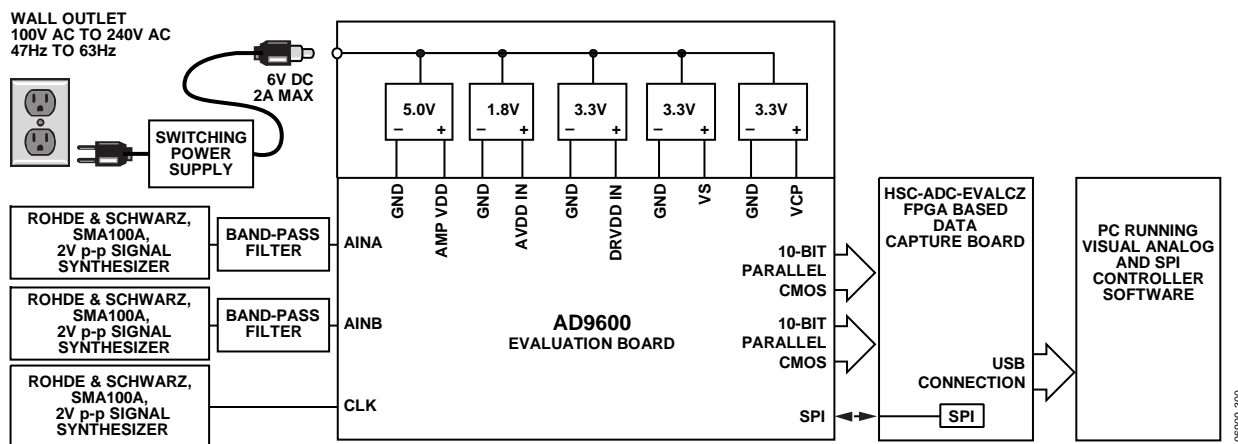 WALL OUTLET
100V AC TO 240V AC
47Hz TO 63Hz
6V DC
2A MAX
SWITCHING
POWER
SUPPLY
5.0V
– +
1.8V
– +
3.3V
– +
3.3V
– +
3.3V
– +
GND
AMP VDD
GND
AVDD IN
GND
DRVDD IN
GND
VS
GND
VCP
ROHDE & SCHWARZ,
SMA100A,
2V p-p SIGNAL
SYNTHESIZER
BAND-PASS
FILTER
AINA
ROHDE & SCHWARZ,
SMA100A,
2V p-p SIGNAL
SYNTHESIZER
BAND-PASS
FILTER
AINB
ROHDE & SCHWARZ,
SMA100A,
2V p-p SIGNAL
SYNTHESIZER
CLK
AD9600
EVALUATION BOARD
10-BIT
PARALLEL
CMOS
10-BIT
PARALLEL
CMOS
SPI
HSC-ADC-EVALCZ
FPGA BASED
DATA
CAPTURE BOARD
USB
CONNECTION
SPI
PC RUNNING
VISUAL ANALOG
AND SPI
CONTROLLER
SOFTWARE